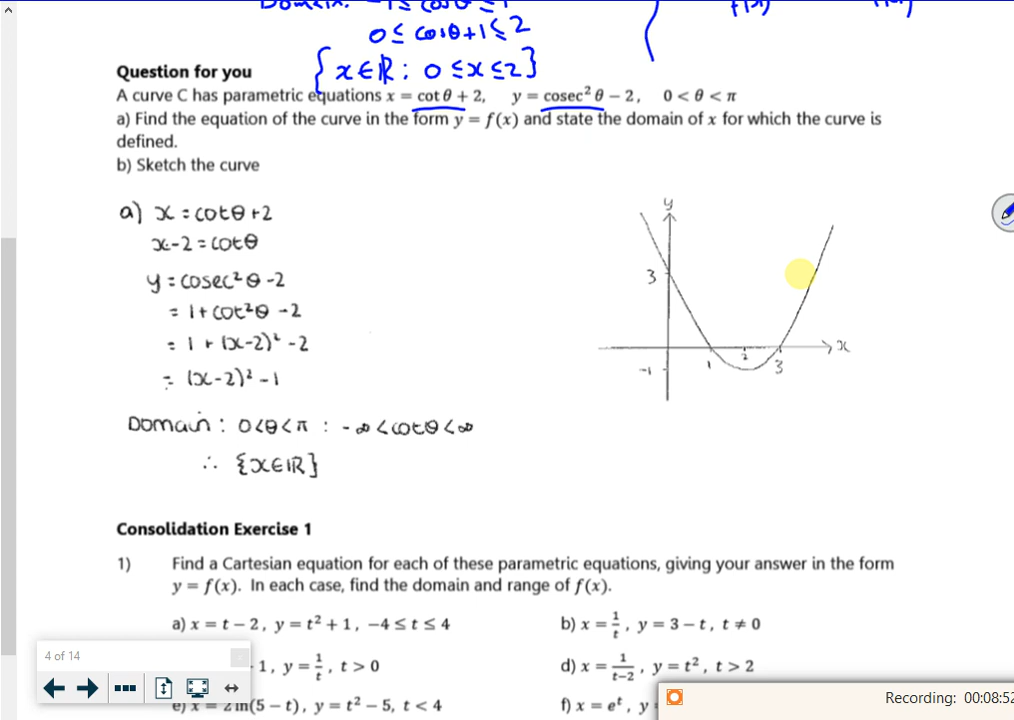 0 ≤ cosθ+1 ≤ 2
{x∈ℝ : 0 ≤x ≤2}
Question for you
A curve C has parametric equations x = cot θ + 2, y = cosec² θ − 2, 0 < θ < π
a) Find the equation of the curve in the form y = f(x) and state the domain of x for which the curve is
defined.
b) Sketch the curve
a) x = cotθ +2
x-2 = cotθ
y = cosec²θ -2
= 1+ cot²θ -2
= 1 + (x-2)² -2
= (x-2)² -1
Domain : 0<θ<π : -∞ <cotθ <∞
∴ {x∈ℝ}
y
3
x
-1
1
2
3
Consolidation Exercise 1
1) Find a Cartesian equation for each of these parametric equations, giving your answer in the form
y = f(x). In each case, find the domain and range of f(x).
a) x = t − 2, y = t² + 1, −4 ≤ t ≤ 4
b) x = 1/t, y = 3 − t, t ≠ 0
1, y = 1/t, t > 0
d) x = 1/(t−2), y = t², t > 2
e) x = 2 ln(5 − t), y = t² − 5, t < 4
f) x = eᵗ, y
4 of 14
Recording: 00:08:52